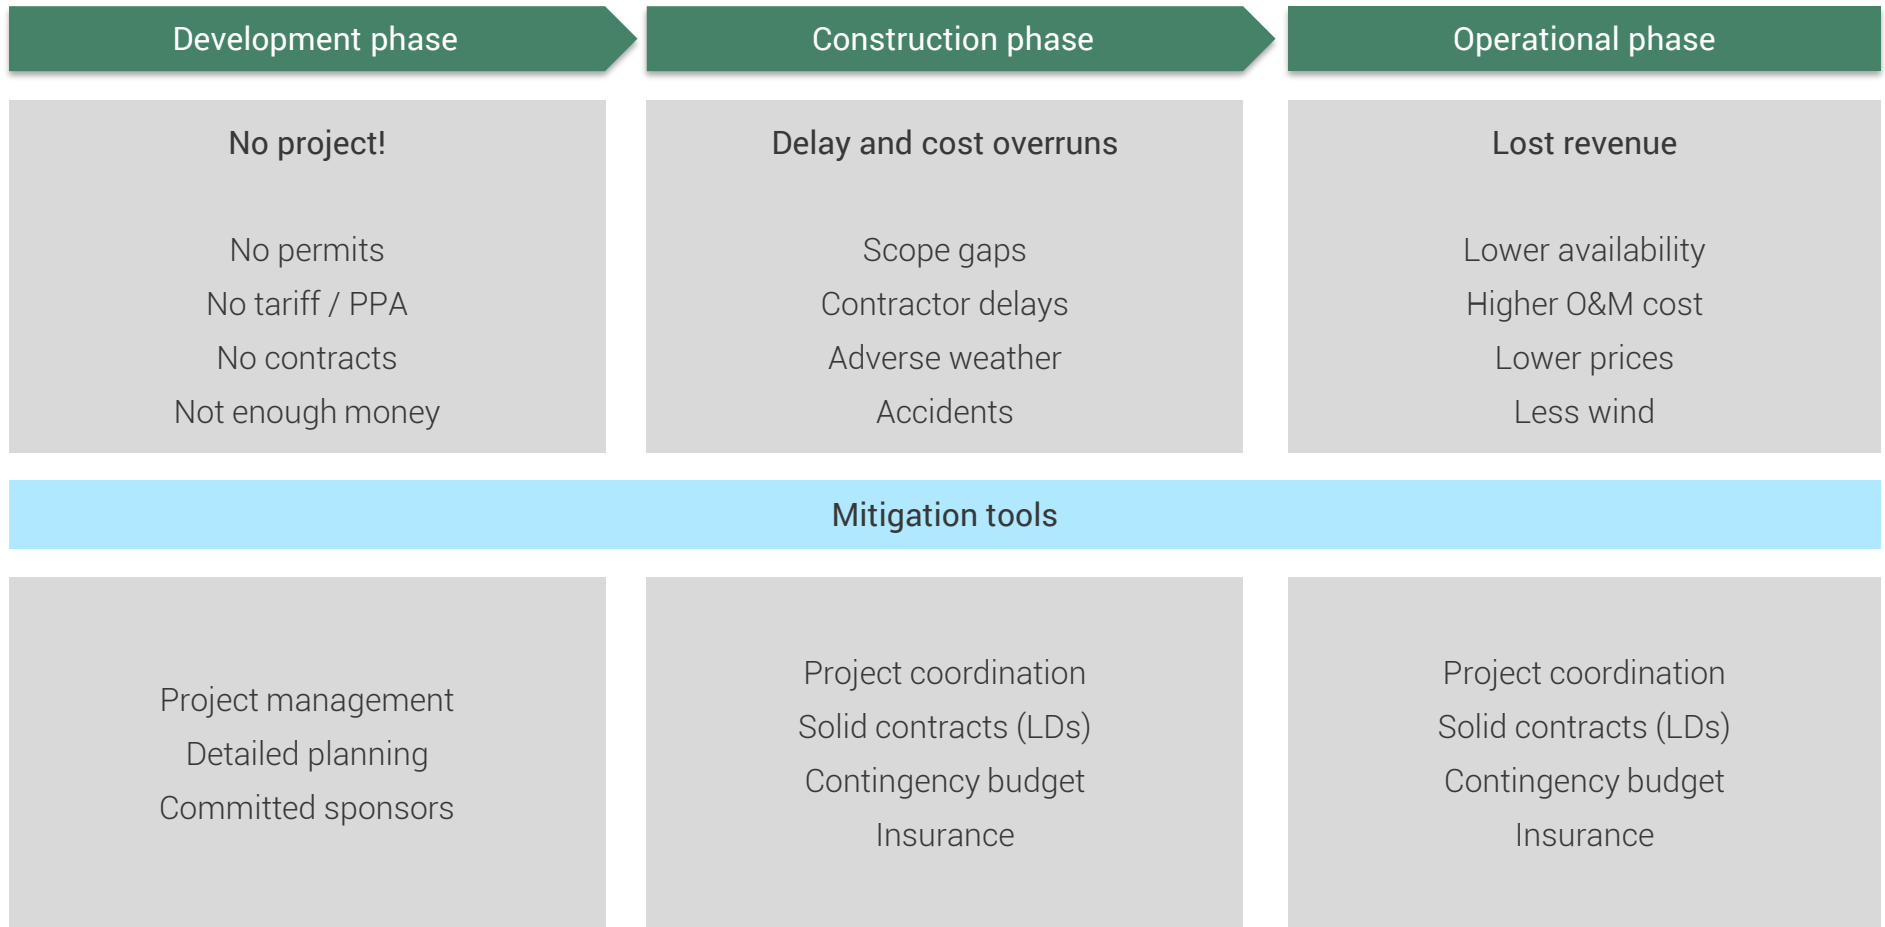 Development phase
Construction phase
Operational phase
No project!
No permits
No tariff / PPA
No contracts
Not enough money
Delay and cost overruns
Scope gaps
Contractor delays
Adverse weather
Accidents
Lost revenue
Lower availability
Higher O&M cost
Lower prices
Less wind
Mitigation tools
Project management
Detailed planning
Committed sponsors
Project coordination
Solid contracts (LDs)
Contingency budget
Insurance
Project coordination
Solid contracts (LDs)
Contingency budget
Insurance